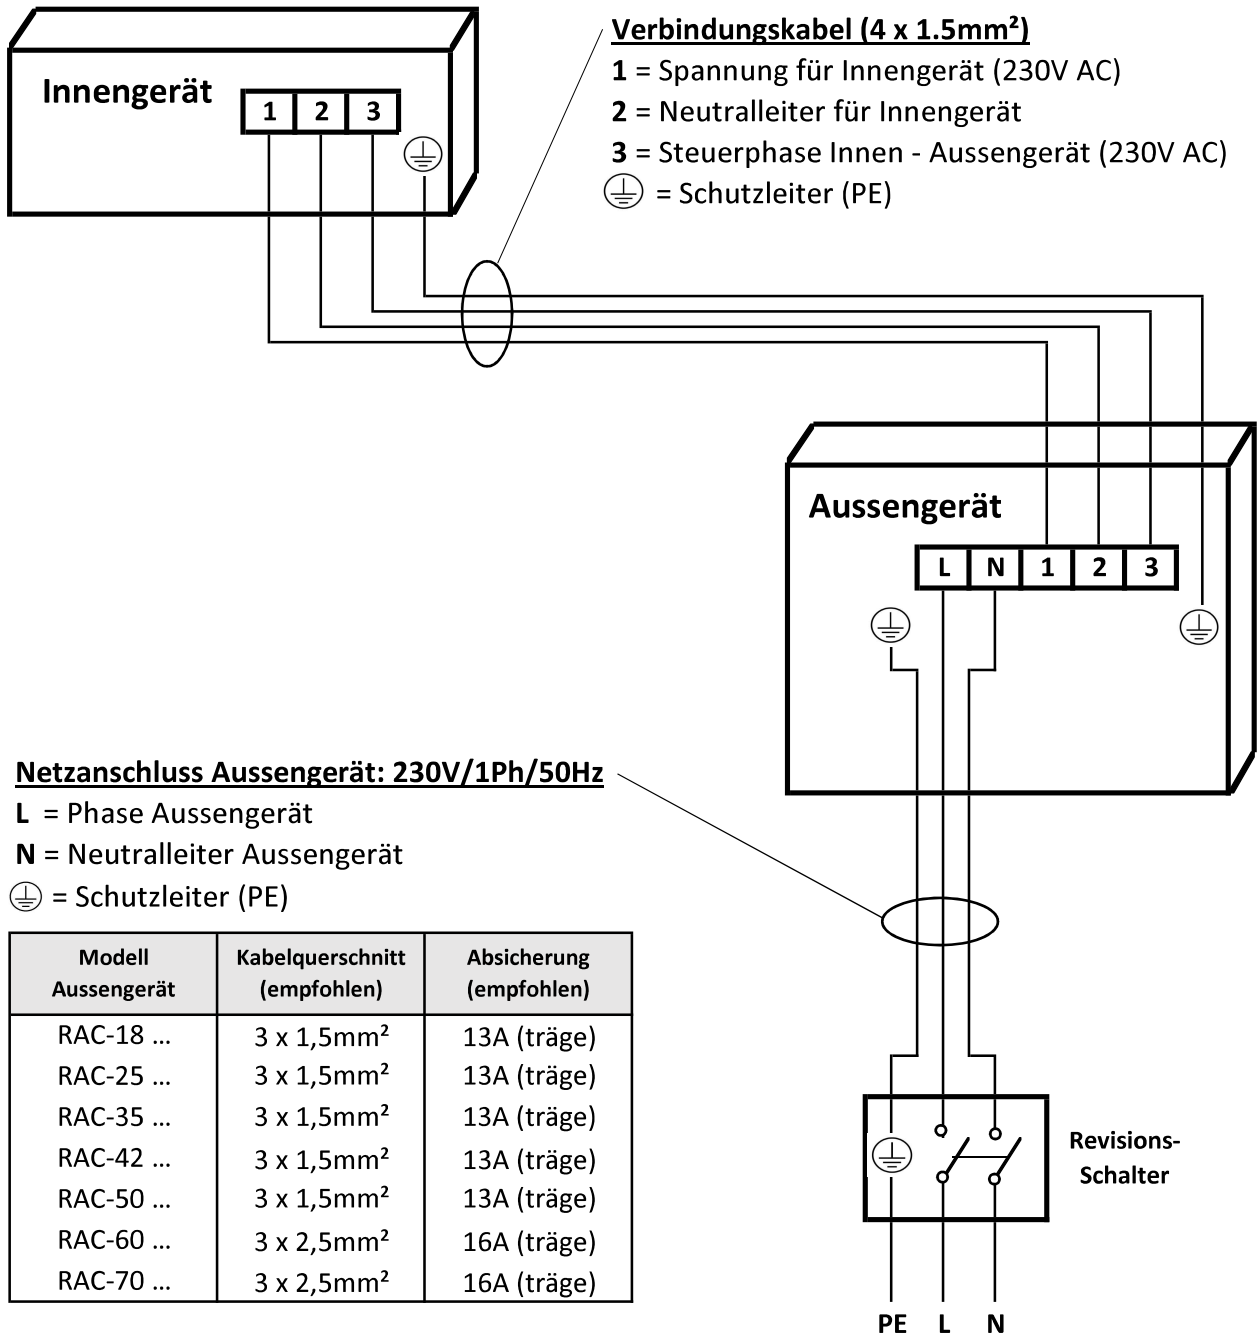 Innengerät
1 2 3
Verbindungskabel (4 x 1.5mm²)
1 = Spannung für Innengerät (230V AC)
2 = Neutralleiter für Innengerät
3 = Steuerphase Innen - Aussengerät (230V AC)
= Schutzleiter (PE)
Aussengerät
L N 1 2 3
Netzanschluss Aussengerät: 230V/1Ph/50Hz
L = Phase Aussengerät
N = Neutralleiter Aussengerät
= Schutzleiter (PE)
Modell Aussengerät Kabelquerschnitt (empfohlen) Absicherung (empfohlen)
RAC-18 ... 3 x 1,5mm² 13A (träge)
RAC-25 ... 3 x 1,5mm² 13A (träge)
RAC-35 ... 3 x 1,5mm² 13A (träge)
RAC-42 ... 3 x 1,5mm² 13A (träge)
RAC-50 ... 3 x 1,5mm² 13A (träge)
RAC-60 ... 3 x 2,5mm² 16A (träge)
RAC-70 ... 3 x 2,5mm² 16A (träge)
Revisions-
Schalter
PE L N